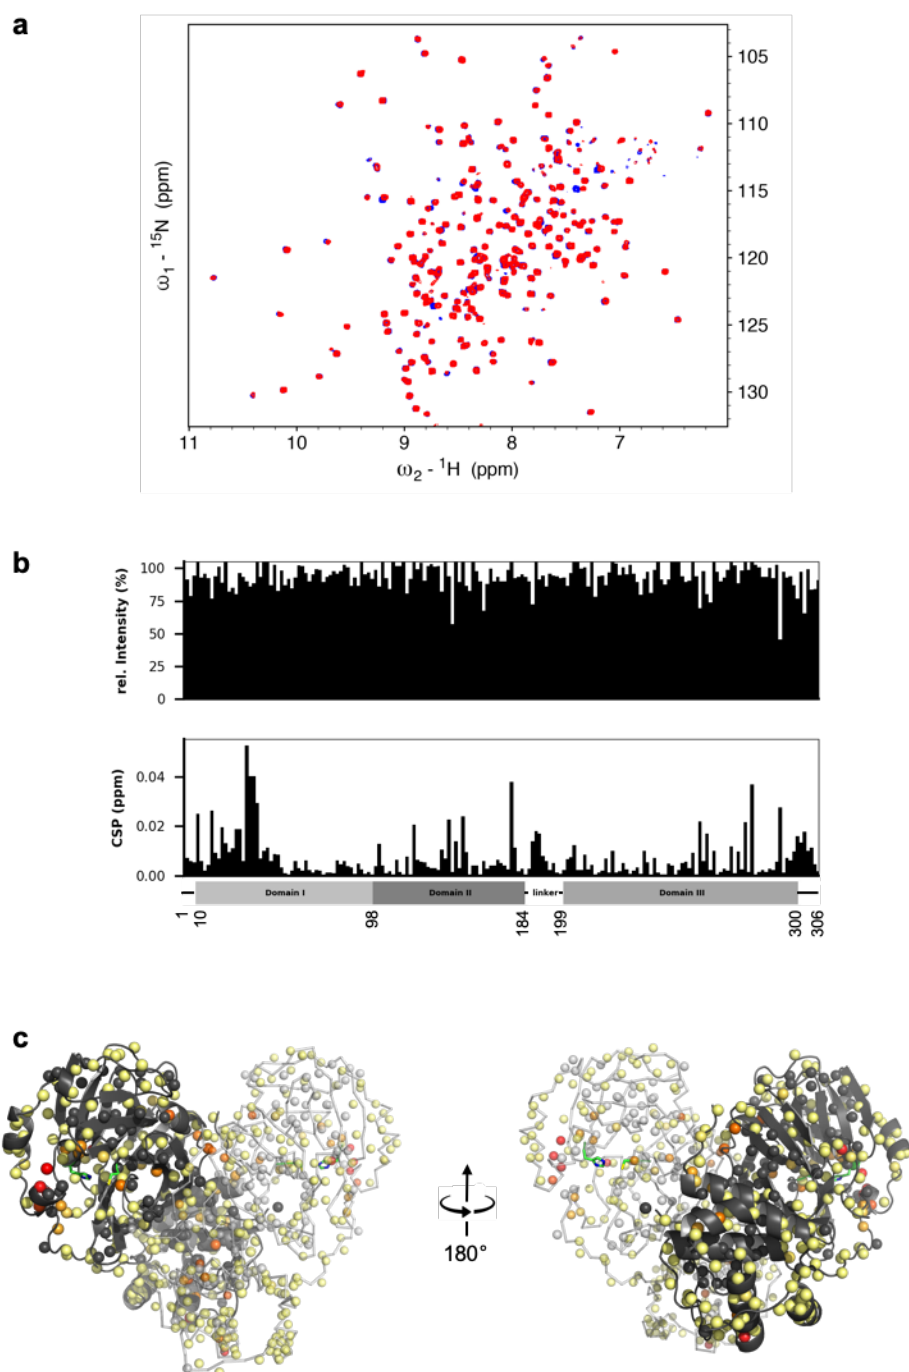 a
105
110
115
120
125
130
ω1 - 15N (ppm)
11 10 9 8 7
ω2 - 1H (ppm)
b
100
75
50
25
0
rel. Intensity (%)
0.04
0.02
0.00
CSP (ppm)
Domain I Domain II linker Domain III
1 10 98 184 199 300 306
c
180°